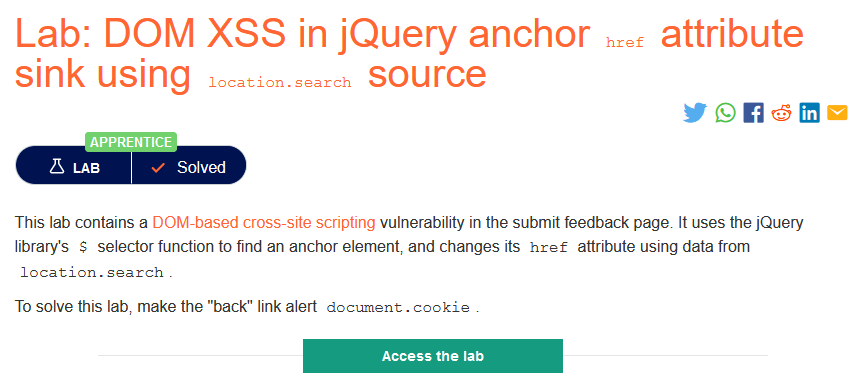 Lab: DOM XSS in jQuery anchor href attribute
sink using location.search source
APPRENTICE
LAB Solved
This lab contains a DOM-based cross-site scripting vulnerability in the submit feedback page. It uses the jQuery
library's $ selector function to find an anchor element, and changes its href attribute using data from
location.search .
To solve this lab, make the "back" link alert document.cookie .
Access the lab